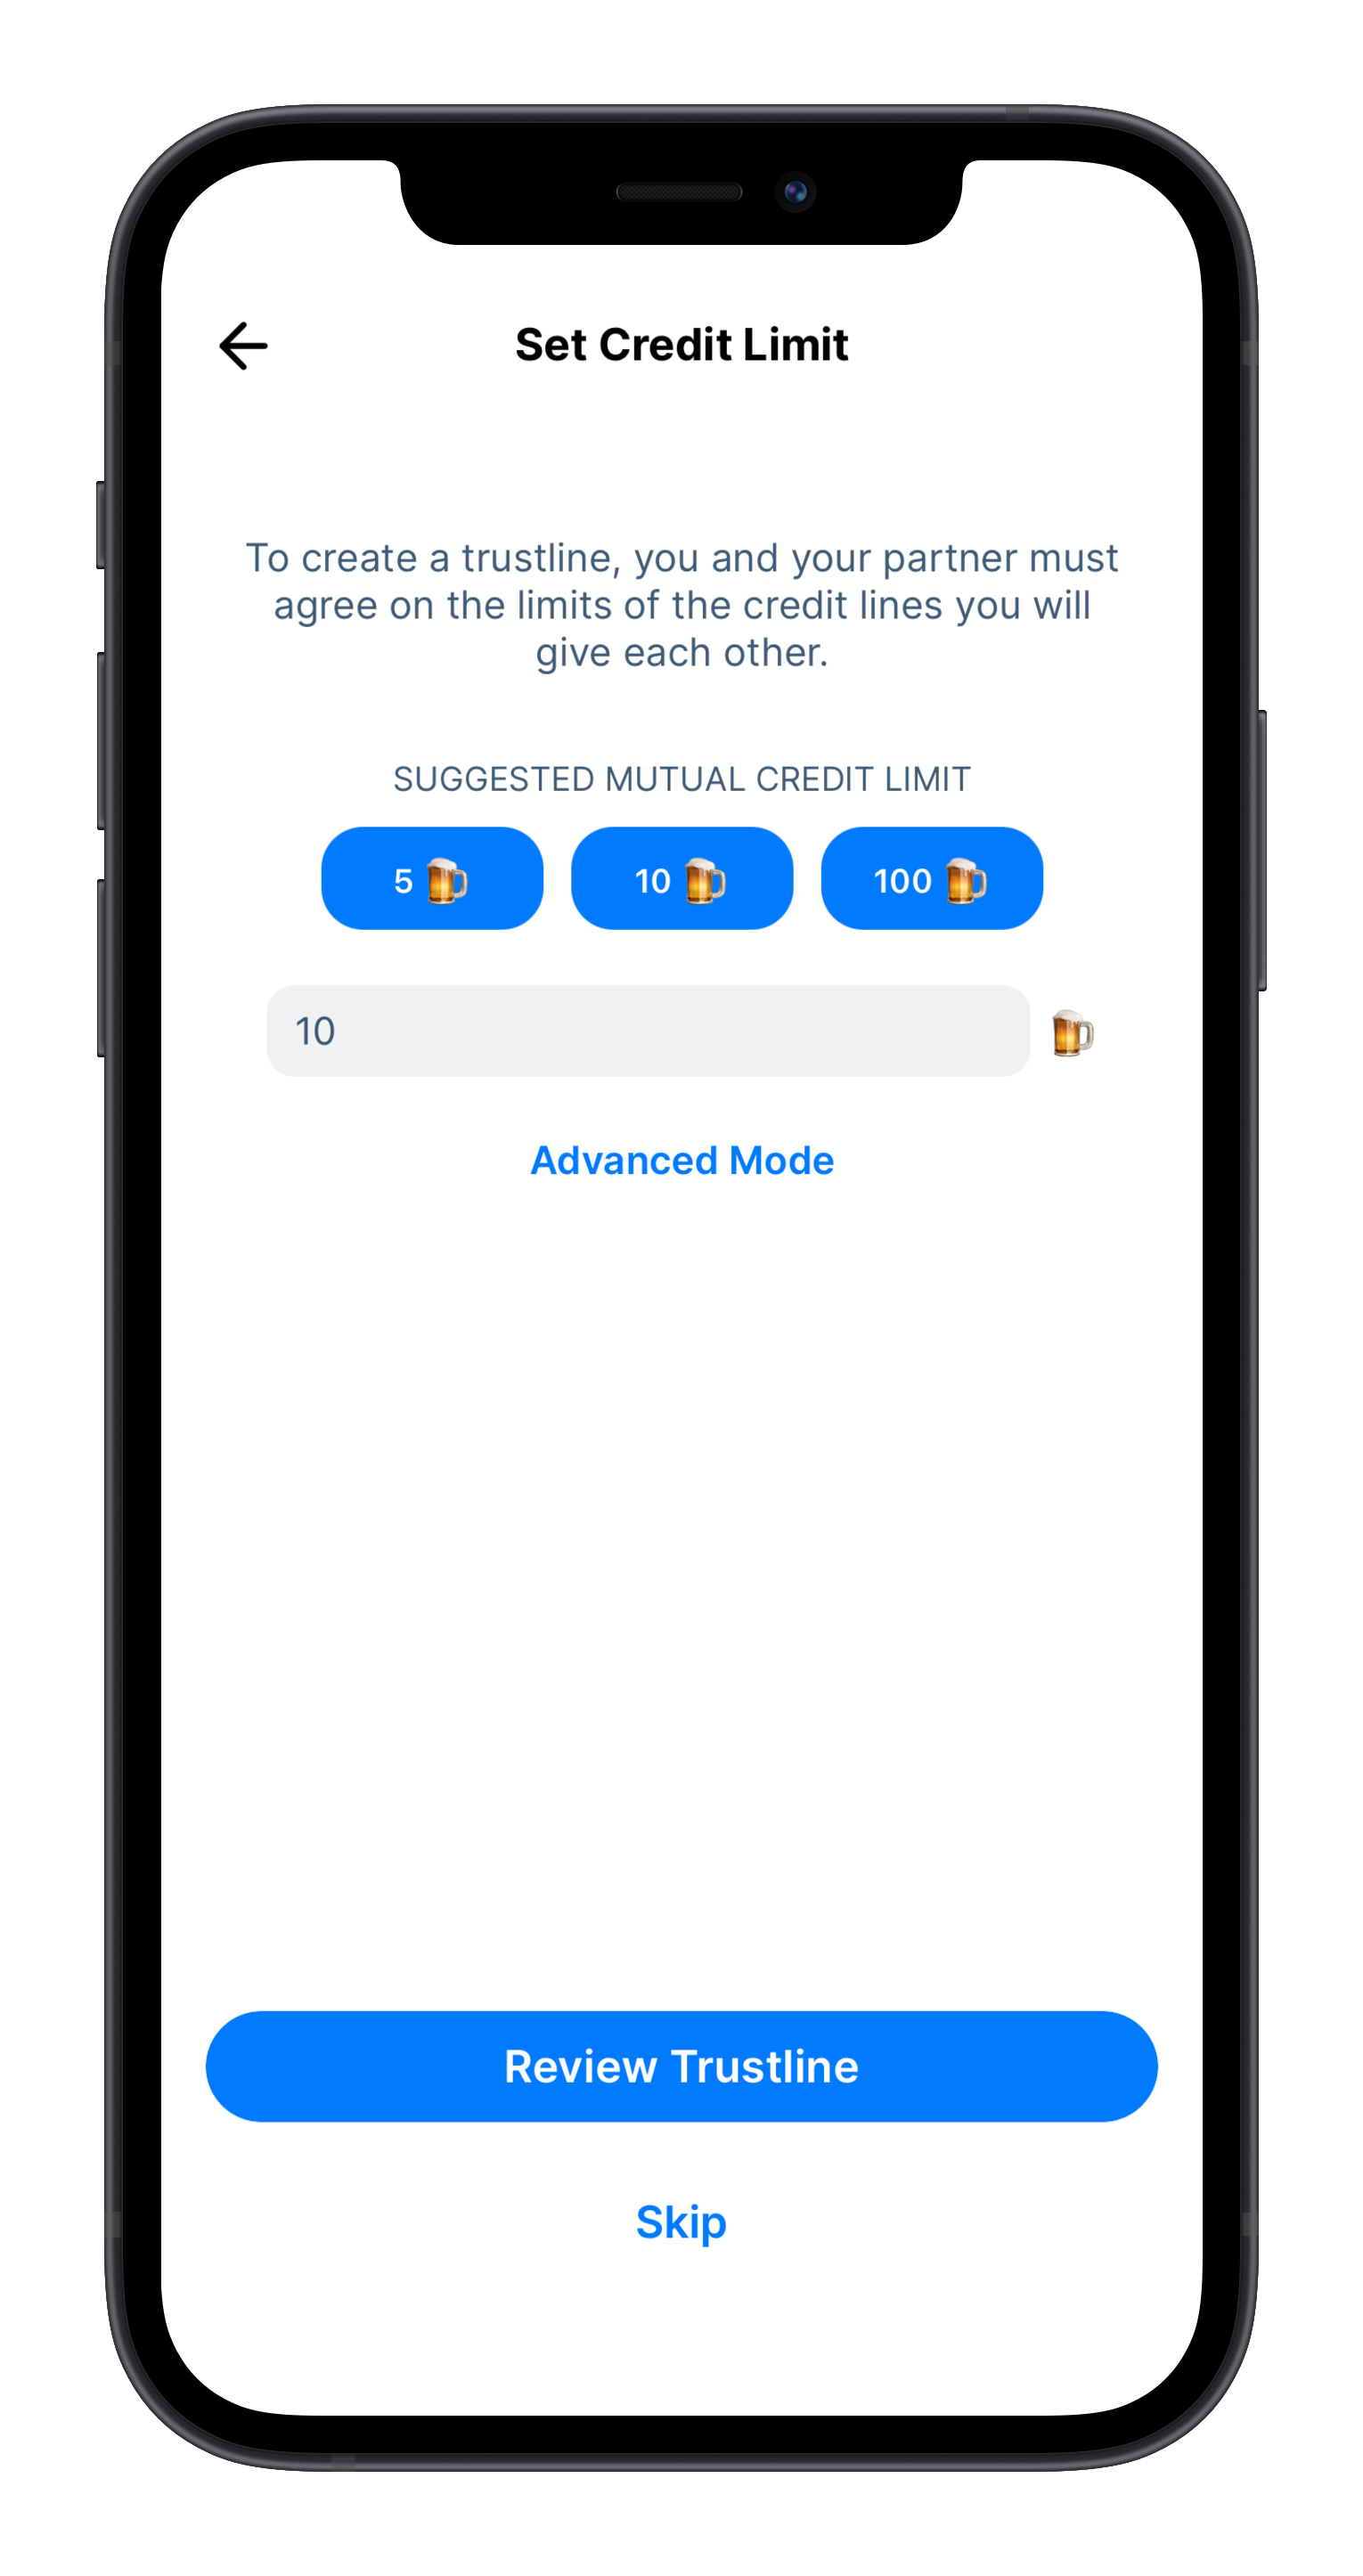 Set Credit Limit
To create a trustline, you and your partner must
agree on the limits of the credit lines you will
give each other.
SUGGESTED MUTUAL CREDIT LIMIT
5 🍺 10 🍺 100 🍺
10 🍺
Advanced Mode
Review Trustline
Skip